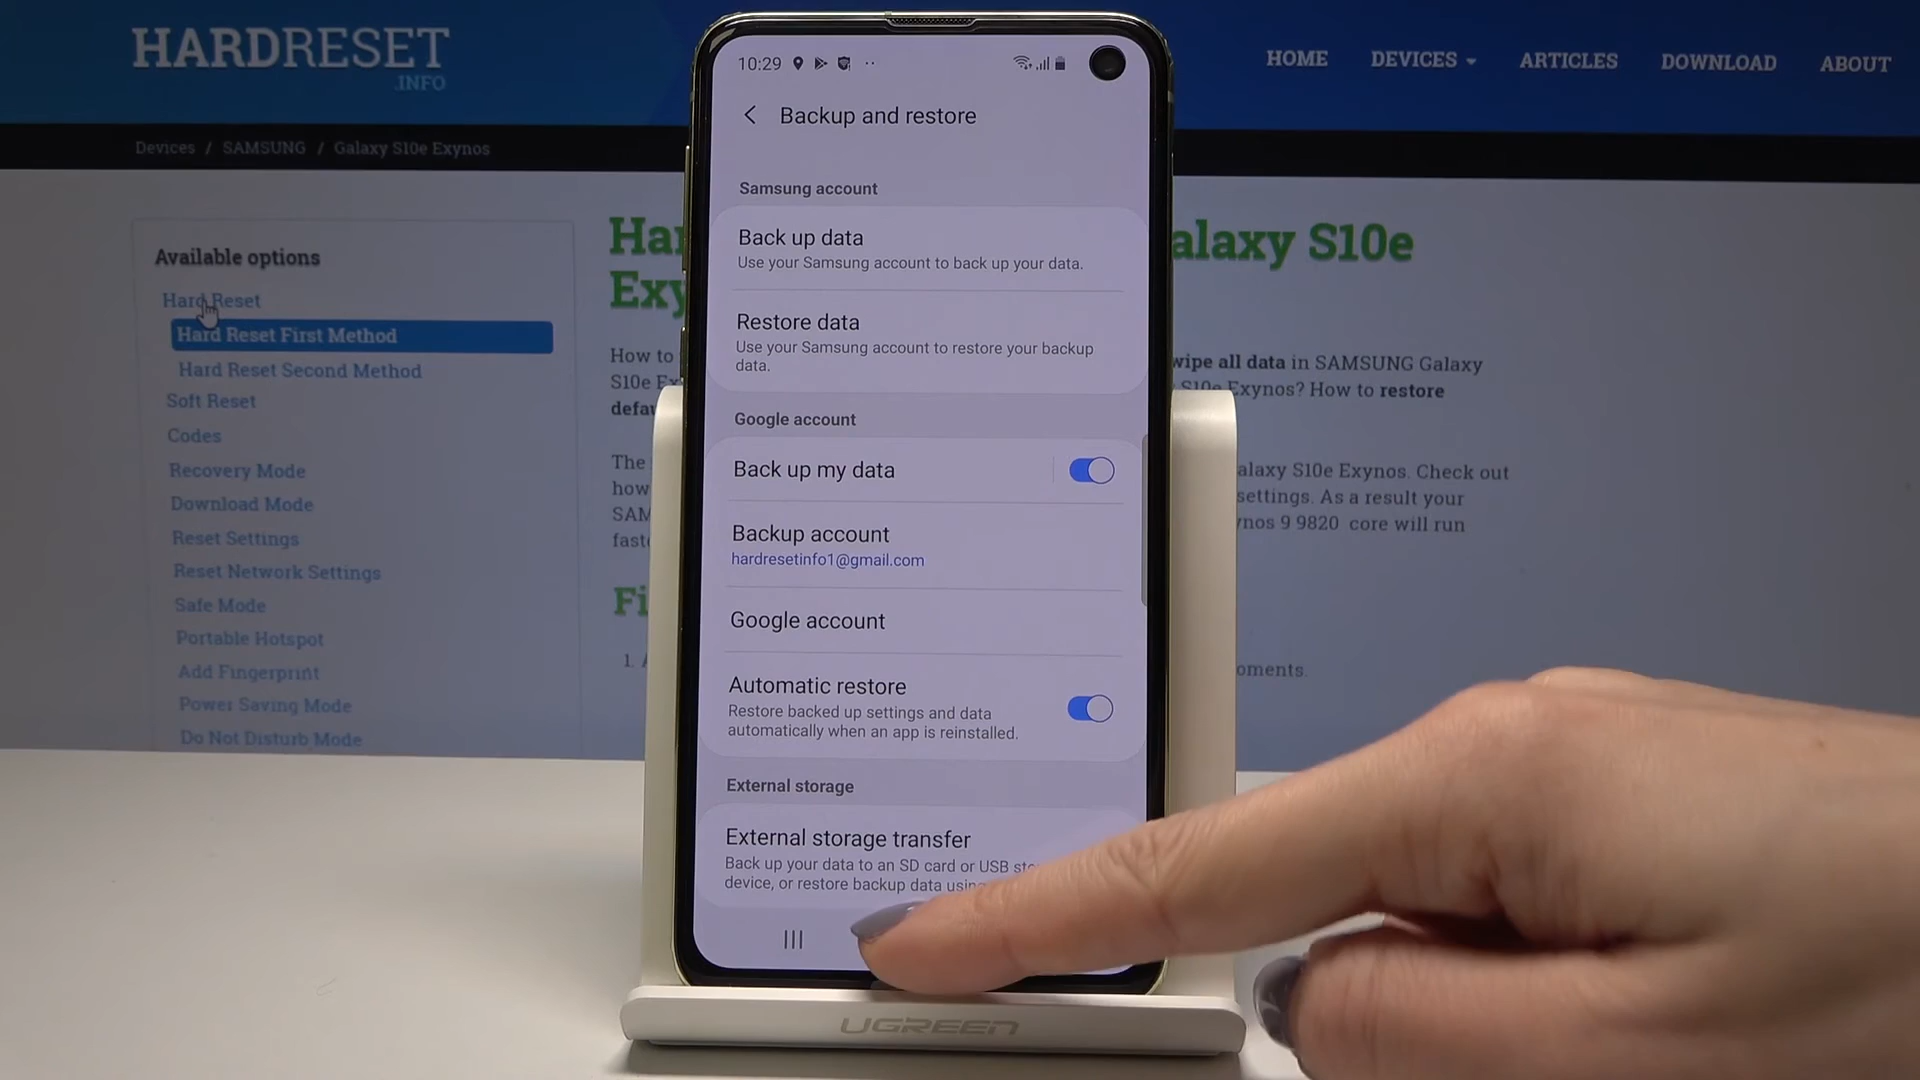 HARDRESET
.INFO
HOME DEVICES ARTICLES DOWNLOAD ABOUT
Devices / SAMSUNG / Galaxy S10e Exynos
Available options
Hard Reset
Hard Reset First Method
Hard Reset Second Method
Soft Reset
Codes
Recovery Mode
Download Mode
Reset Settings
Reset Network Settings
Safe Mode
Portable Hotspot
Add Fingerprint
Power Saving Mode
Do Not Disturb Mode
alaxy S10e
How to
wipe all data in SAMSUNG Galaxy
S10e
S10e Exynos? How to restore
The
alaxy S10e Exynos. Check out
how
settings. As a result your
ynos 9 9820 core will run
1.
oments.
10:29
Backup and restore
Samsung account
Back up data
Use your Samsung account to back up your data.
Restore data
Use your Samsung account to restore your backup
data.
Google account
Back up my data
Backup account
hardresetinfo1@gmail.com
Google account
Automatic restore
Restore backed up settings and data
automatically when an app is reinstalled.
External storage
External storage transfer
Back up your data to an SD card or USB
device, or restore backup data using
UGREEN